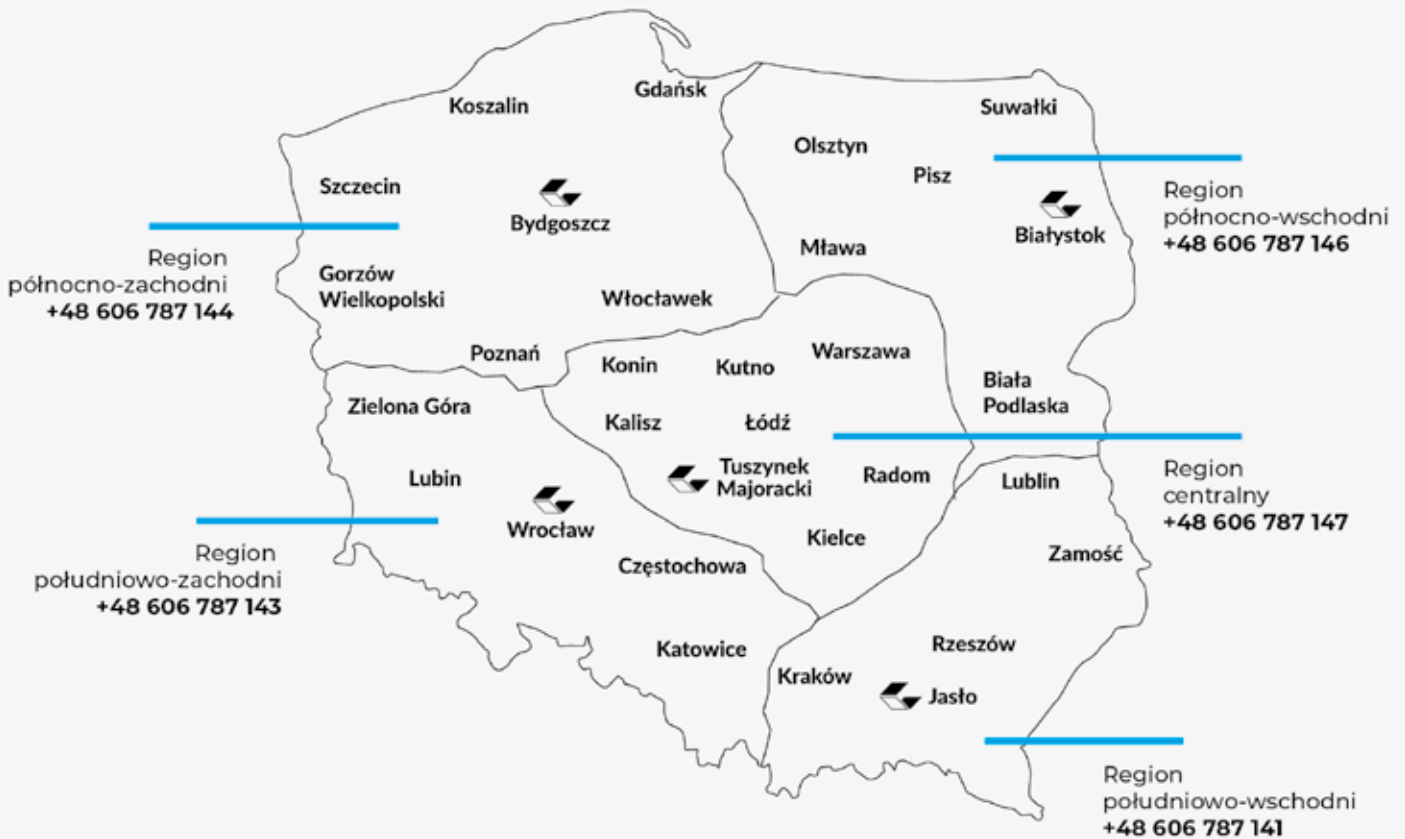 Gdańsk
Koszalin
Suwałki
Olsztyn
Pisz
Szczecin
Bydgoszcz
Białystok
Region
północno-wschodni
+48 606 787 146
Region
północno-zachodni
+48 606 787 144
Mława
Gorzów
Wielkopolski
Włocławek
Poznań
Konin
Kutno
Warszawa
Biała
Podlaska
Zielona Góra
Kalisz
Łódź
Lubin
Tuszynek
Majoracki
Radom
Lublin
Region
centralny
+48 606 787 147
Wrocław
Kielce
Zamość
Region
południowo-zachodni
+48 606 787 143
Częstochowa
Katowice
Rzeszów
Kraków
Jasło
Region
południowo-wschodni
+48 606 787 141